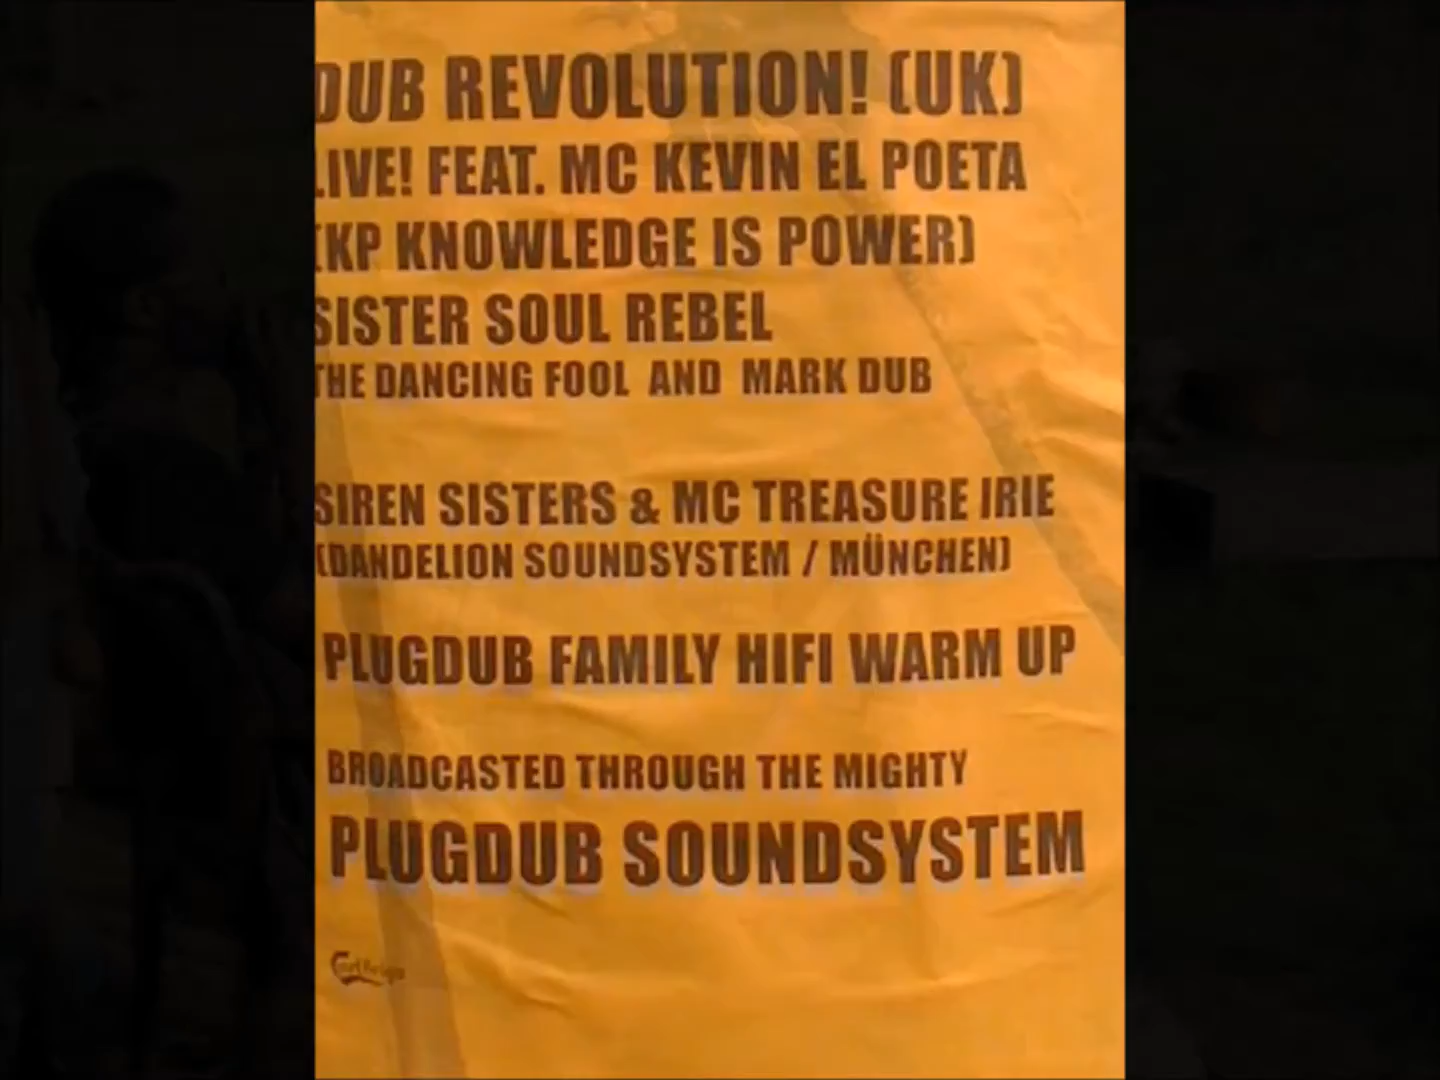 DUB REVOLUTION! (UK)
LIVE! FEAT. MC KEVIN EL POETA
(KP KNOWLEDGE IS POWER)
SISTER SOUL REBEL
THE DANCING FOOL AND MARK DUB
SIREN SISTERS & MC TREASURE IRIE
(DANDELION SOUNDSYSTEM / MÜNCHEN)
PLUGDUB FAMILY HIFI WARM UP
BROADCASTED THROUGH THE MIGHTY
PLUGDUB SOUNDSYSTEM